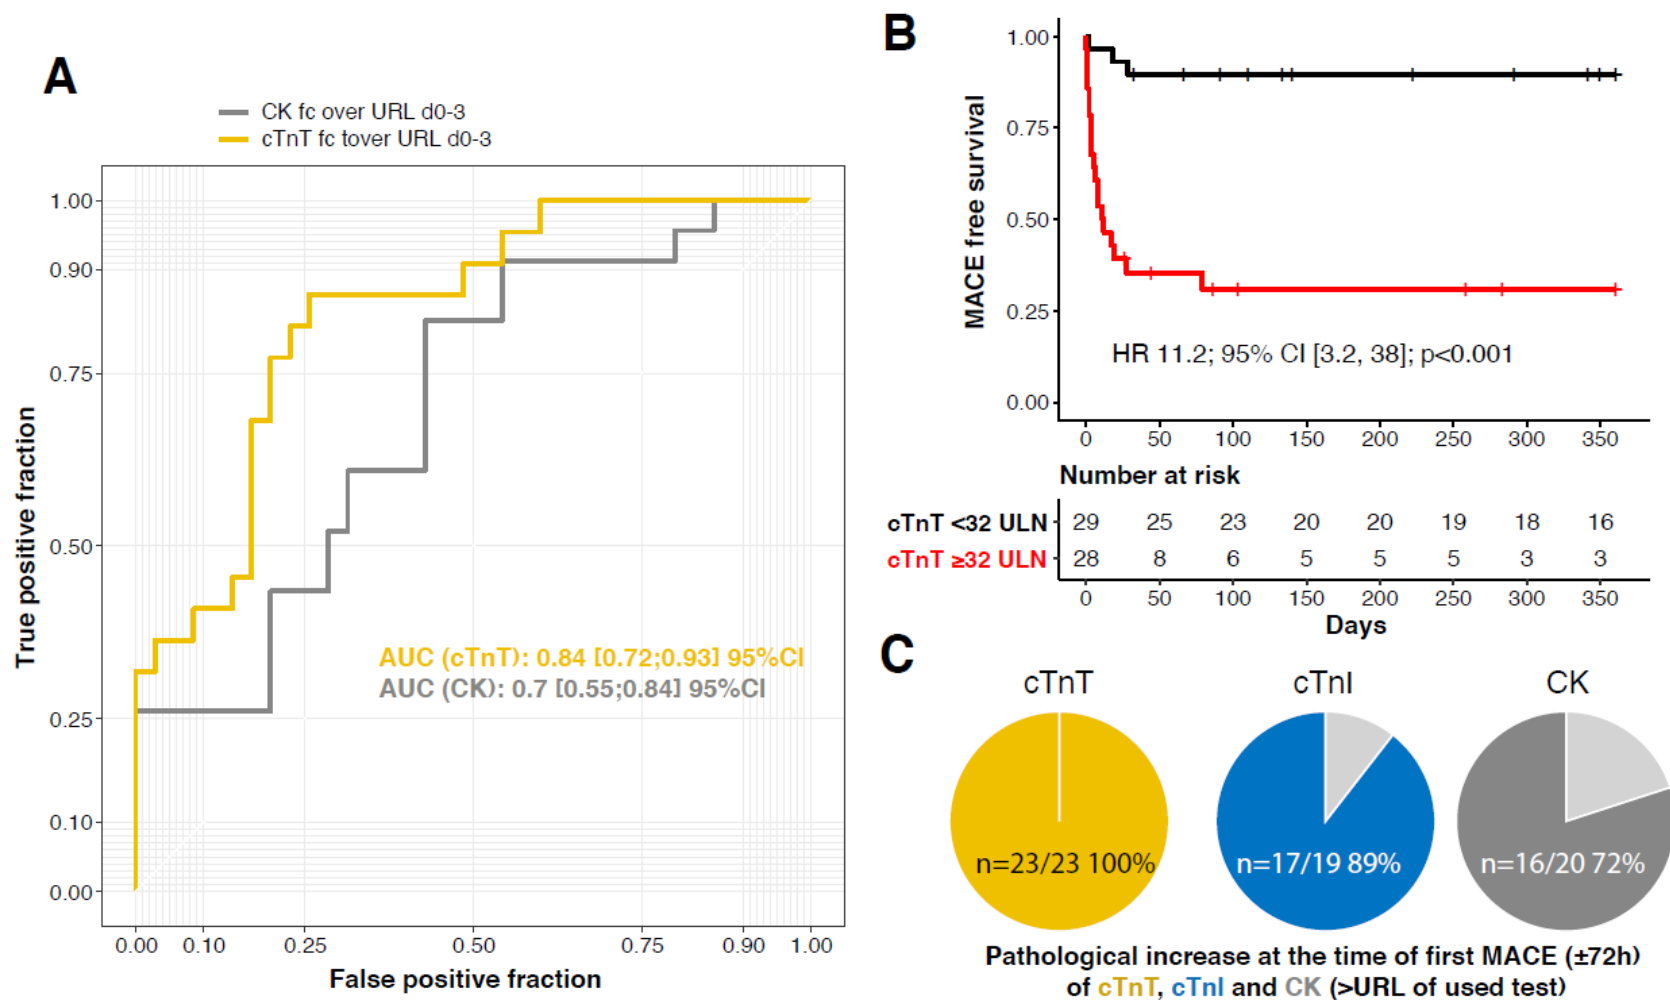 A
CK fc over URL d0-3
cTnT fc tover URL d0-3
1.00
0.90
0.75
0.50
0.25
0.10
0.00
True positive fraction
AUC (cTnT): 0.84 [0.72;0.93] 95%CI
AUC (CK): 0.7 [0.55;0.84] 95%CI
0.00 0.10 0.25 0.50 0.75 0.90 1.00
False positive fraction
B
1.00
0.75
0.50
0.25
0.00
MACE free survival
HR 11.2; 95% CI [3.2, 38]; p<0.001
0 50 100 150 200 250 300 350
Number at risk
cTnT <32 ULN 29 25 23 20 20 19 18 16
cTnT ≥32 ULN 28 8 6 5 5 5 3 3
0 50 100 150 200 250 300 350
Days
C
cTnT cTnI CK
n=23/23 100% n=17/19 89% n=16/20 72%
Pathological increase at the time of first MACE (±72h)
of cTnT, cTnI and CK (>URL of used test)